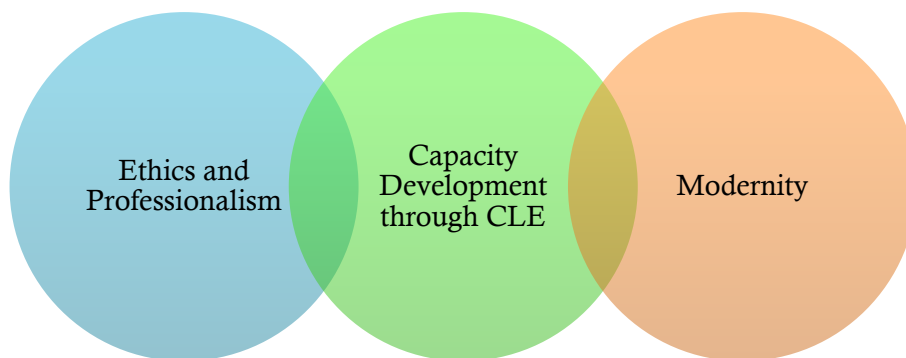 Ethics and
Professionalism
Capacity
Development
through CLE
Modernity